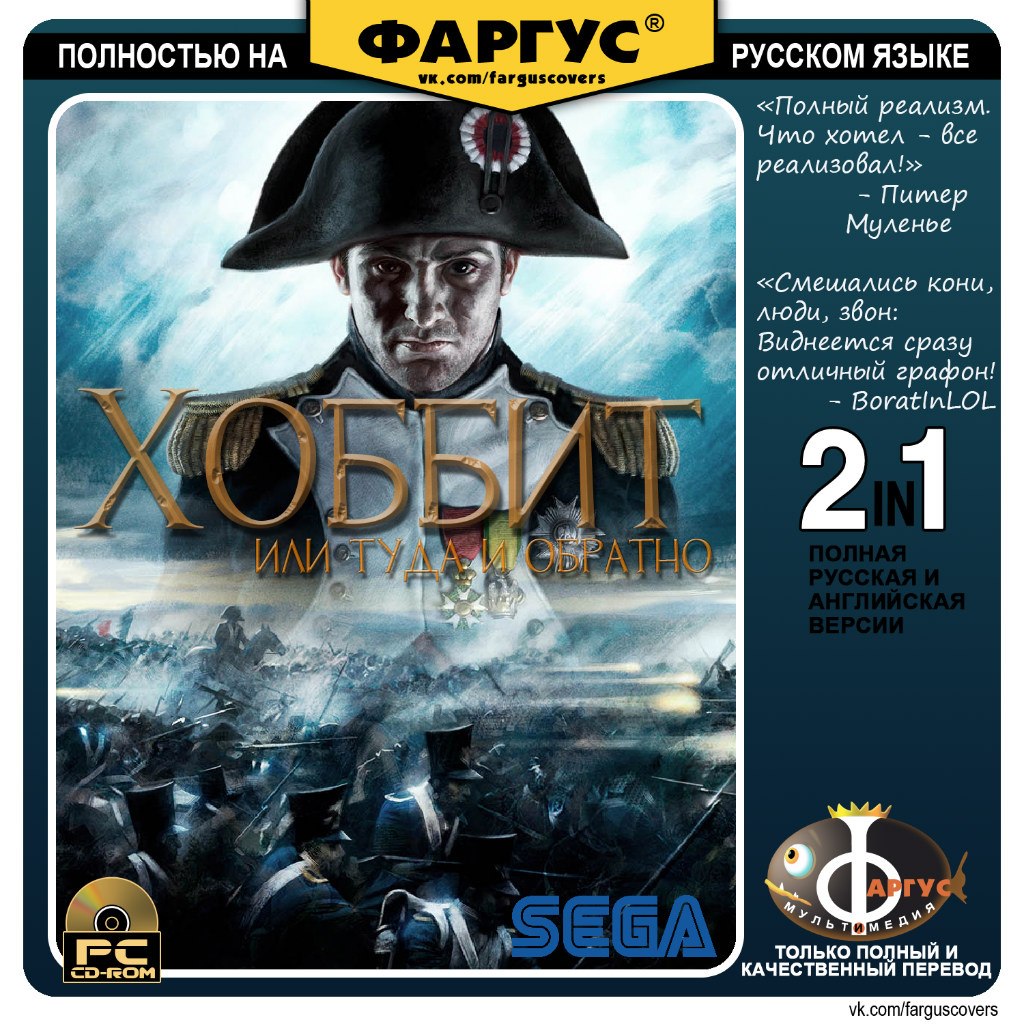 ПОЛНОСТЬЮ НА
ФАРГУС®
vk.com/farguscovers
РУССКОМ ЯЗЫКЕ
«Полный реализм.
Что хотел - все
реализовал!»
- Питер
Муленье
«Смешались кони,
люди, звон:
Виднеется сразу
отличный графон!
- BoratInLOL
2IN1
ПОЛНАЯ
РУССКАЯ И
АНГЛИЙСКАЯ
ВЕРСИИ
ХОББИТ
ИЛИ ТУДА И ОБРАТНО
PC
CD-ROM
SEGA
ФАРГУС
МУЛЬТИМЕДИЯ
ТОЛЬКО ПОЛНЫЙ И
КАЧЕСТВЕННЫЙ ПЕРЕВОД
vk.com/farguscovers